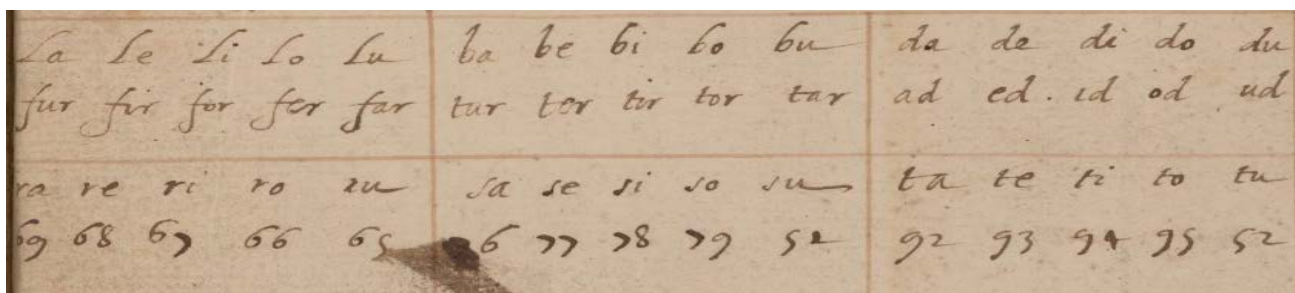 La Le Li Lo Lu ba be bi bo bu da de di do du
fur fir for fer far tur ter tir tor tar ad ed. id od ud
ra re ri ro ru sa se si so su ta te ti to tu
69 68 67 66 65 6 77 78 79 52 92 93 94 95 52